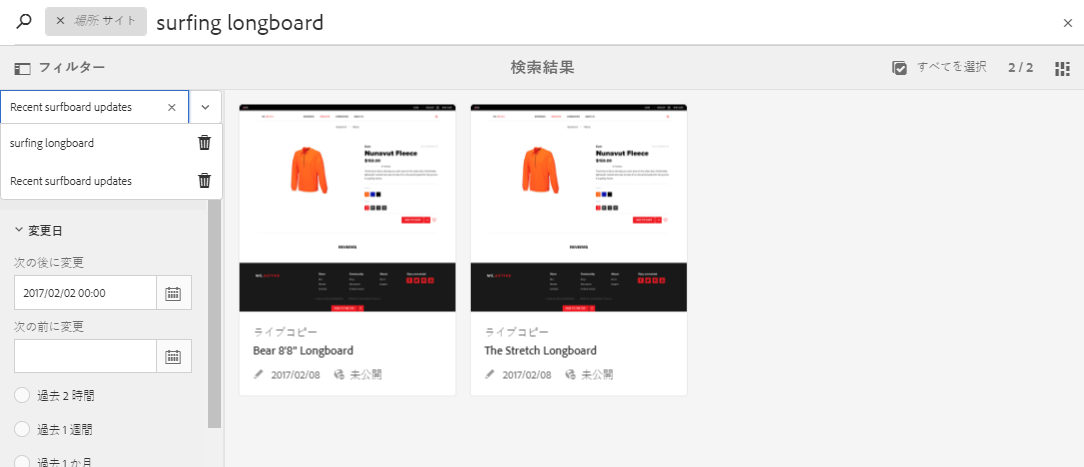 場所: サイト
surfing longboard
フィルター
検索結果
すべてを選択
2 / 2
Recent surfboard updates
surfing longboard
Recent surfboard updates
変更日
次の後に変更
2017/02/02 00:00
次の前に変更
過去 2 時間
過去 1 週間
過去 1 か月
Nunavut Fleece
REVIEWS
ライブコピー
Bear 8'8" Longboard
2017/02/08
未公開
Nunavut Fleece
REVIEWS
ライブコピー
The Stretch Longboard
2017/02/08
未公開